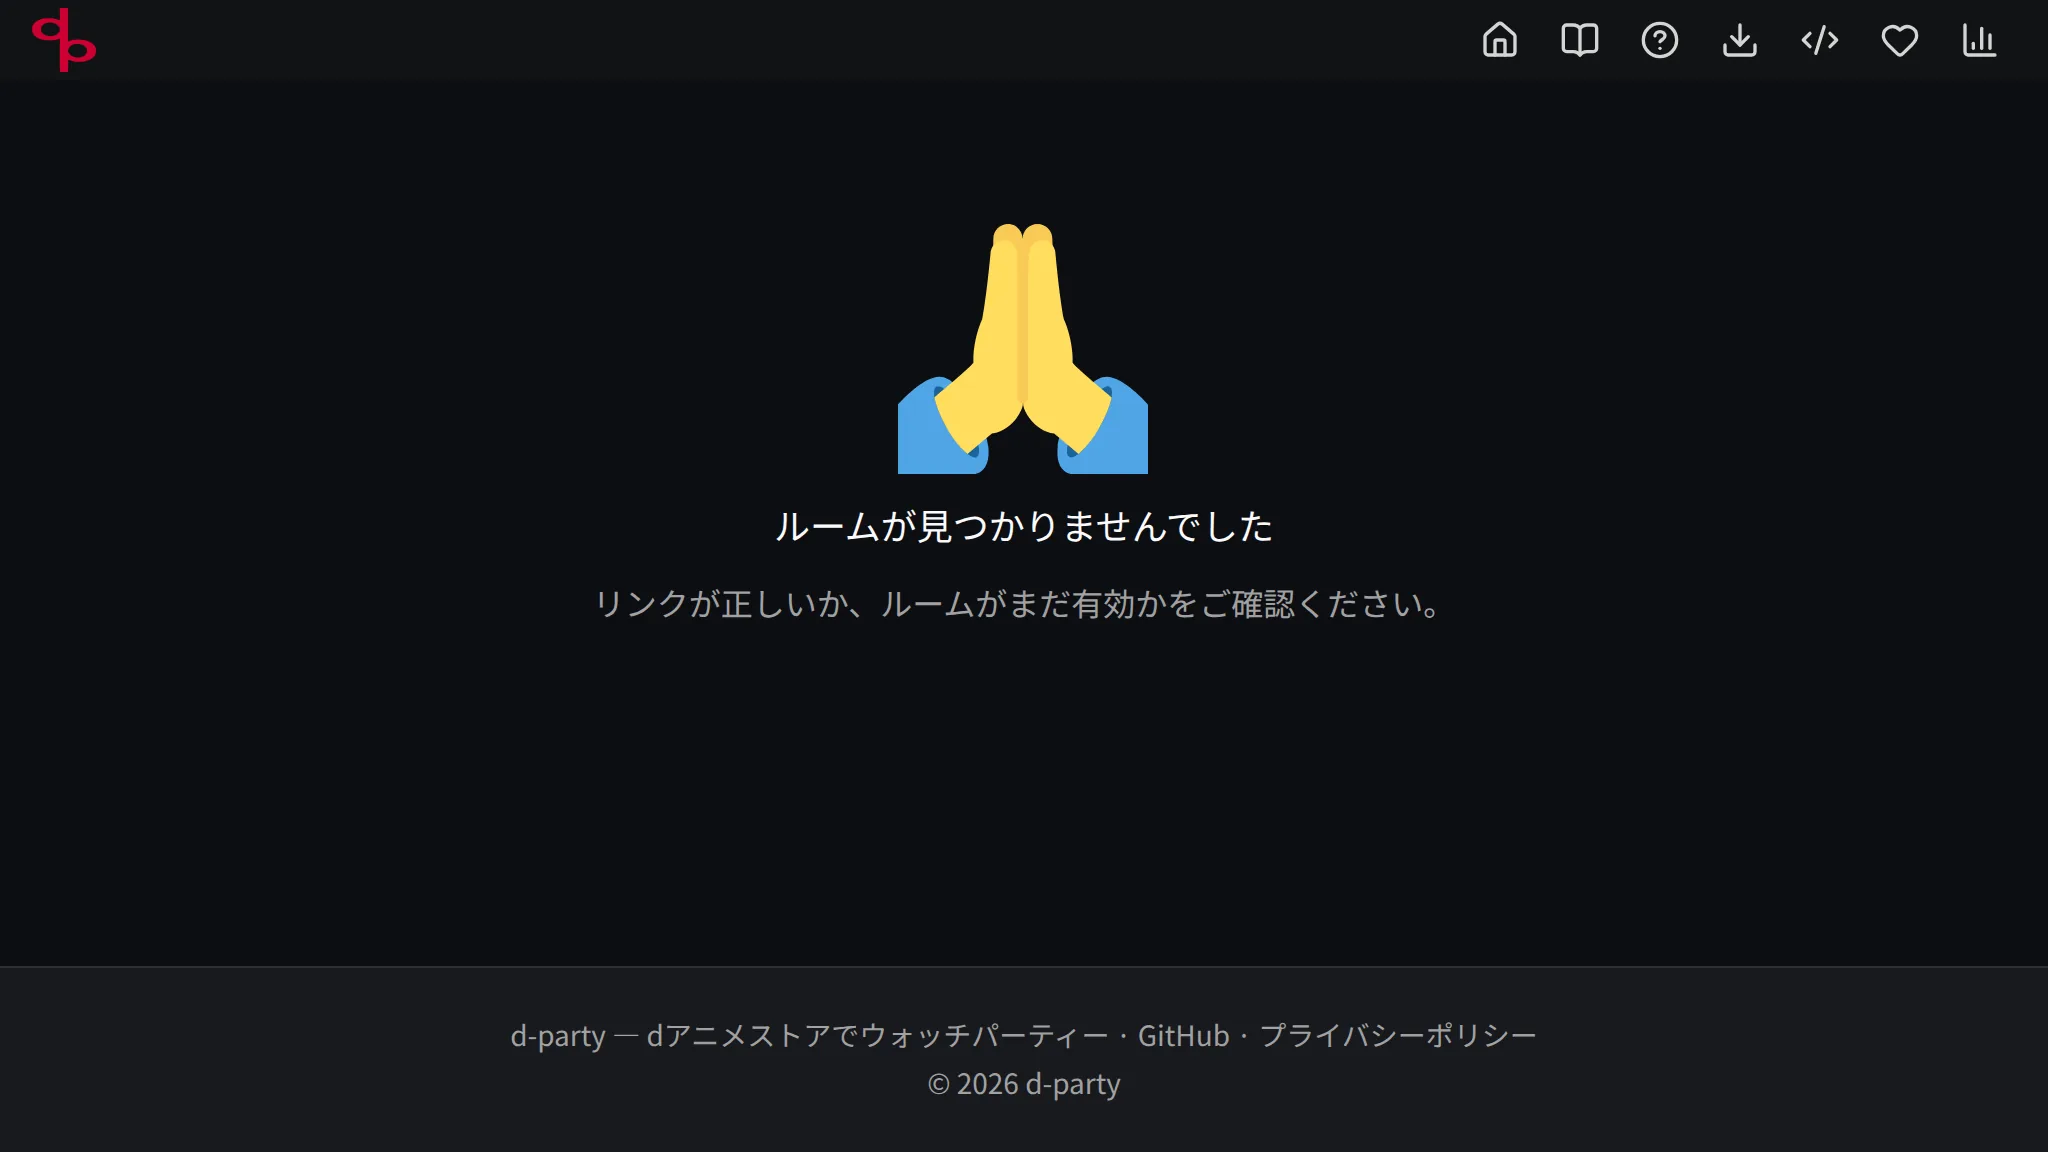 dp
ルームが見つかりませんでした
リンクが正しいか、ルームがまだ有効かをご確認ください。
d-party — dアニメストアでウォッチパーティー · GitHub · プライバシーポリシー
© 2026 d-party